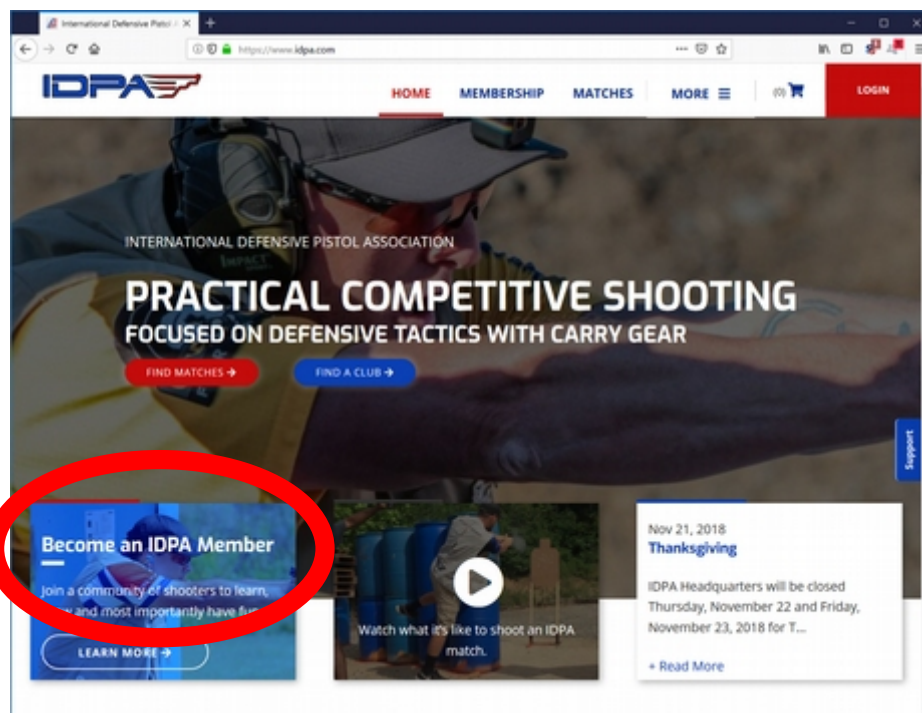 International Defensive Pistol A
https://www.idpa.com
IDPA
HOME
MEMBERSHIP
MATCHES
MORE
(0)
LOGIN
INTERNATIONAL DEFENSIVE PISTOL ASSOCIATION
IMPACT
PRACTICAL COMPETITIVE SHOOTING
FOCUSED ON DEFENSIVE TACTICS WITH CARRY GEAR
FIND MATCHES →
FIND A CLUB →
Support
Become an IDPA Member
Join a community of shooters to learn,
and most importantly have
LEARN MORE →
Watch what it's like to shoot an IDPA
match.
Nov 21, 2018
Thanksgiving
IDPA Headquarters will be closed
Thursday, November 22 and Friday,
November 23, 2018 for T...
+ Read More